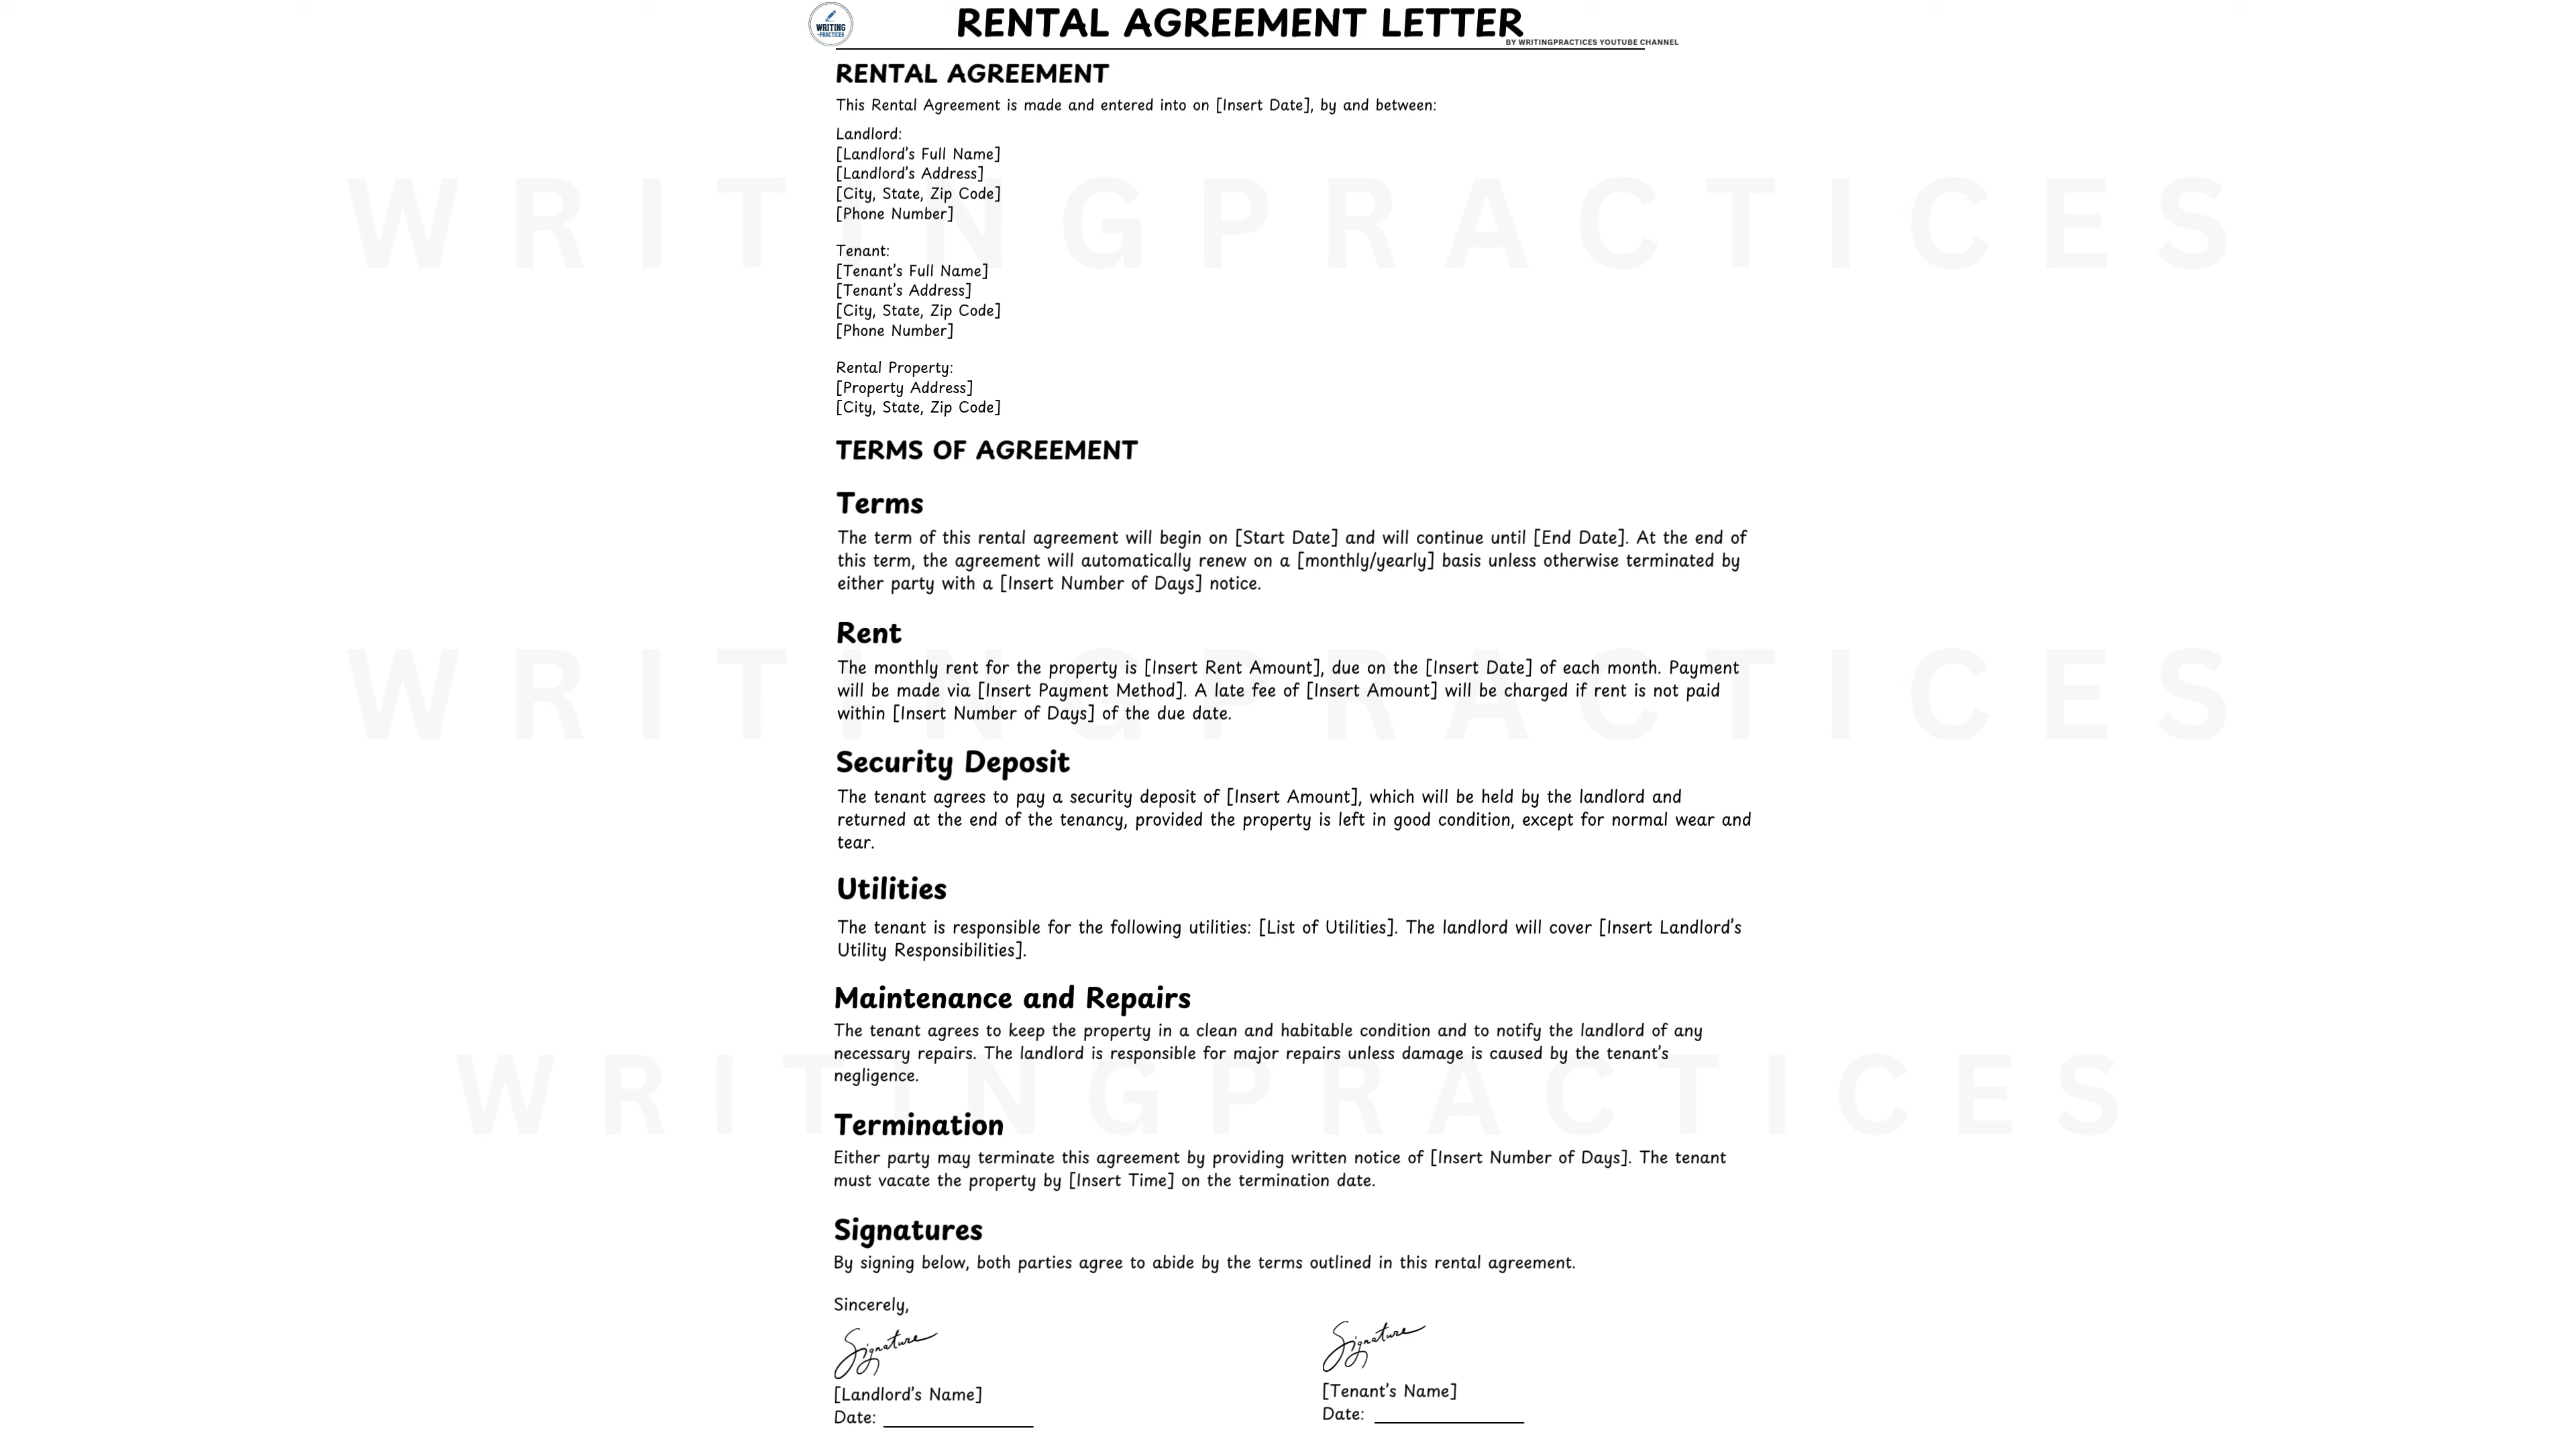 WRITING
-PRACTICES
RENTAL AGREEMENT LETTER
BY WRITINGPRACTICES YOUTUBE CHANNEL
RENTAL AGREEMENT
This Rental Agreement is made and entered into on [Insert Date], by and between:
Landlord:
[Landlord's Full Name]
[Landlord's Address]
[City, State, Zip Code]
[Phone Number]
WRITINGPRACTICES
Tenant:
[Tenant's Full Name]
[Tenant's Address]
[City, State, Zip Code]
[Phone Number]
Rental Property:
[Property Address]
[City, State, Zip Code]
TERMS OF AGREEMENT
Terms
The term of this rental agreement will begin on [Start Date] and will continue until [End Date]. At the end of
this term, the agreement will automatically renew on a [monthly/yearly] basis unless otherwise terminated by
either party with a [Insert Number of Days] notice.
Rent
The monthly rent for the property is [Insert Rent Amount], due on the [Insert Date] of each month. Payment
will be made via [Insert Payment Method]. A late fee of [Insert Amount] will be charged if rent is not paid
within [Insert Number of Days] of the due date.
WRITINGPRACTICES
Security Deposit
The tenant agrees to pay a security deposit of [Insert Amount], which will be held by the landlord and
returned at the end of the tenancy, provided the property is left in good condition, except for normal wear and
tear.
Utilities
The tenant is responsible for the following utilities: [List of Utilities]. The landlord will cover [Insert Landlord's
Utility Responsibilities].
Maintenance and Repairs
The tenant agrees to keep the property in a clean and habitable condition and to notify the landlord of any
necessary repairs. The landlord is responsible for major repairs unless damage is caused by the tenant's
negligence.
WRITINGPRACTICES
Termination
Either party may terminate this agreement by providing written notice of [Insert Number of Days]. The tenant
must vacate the property by [Insert Time] on the termination date.
Signatures
By signing below, both parties agree to abide by the terms outlined in this rental agreement.
Sincerely,
Signature
[Landlord's Name]
Date:
Signature
[Tenant's Name]
Date: